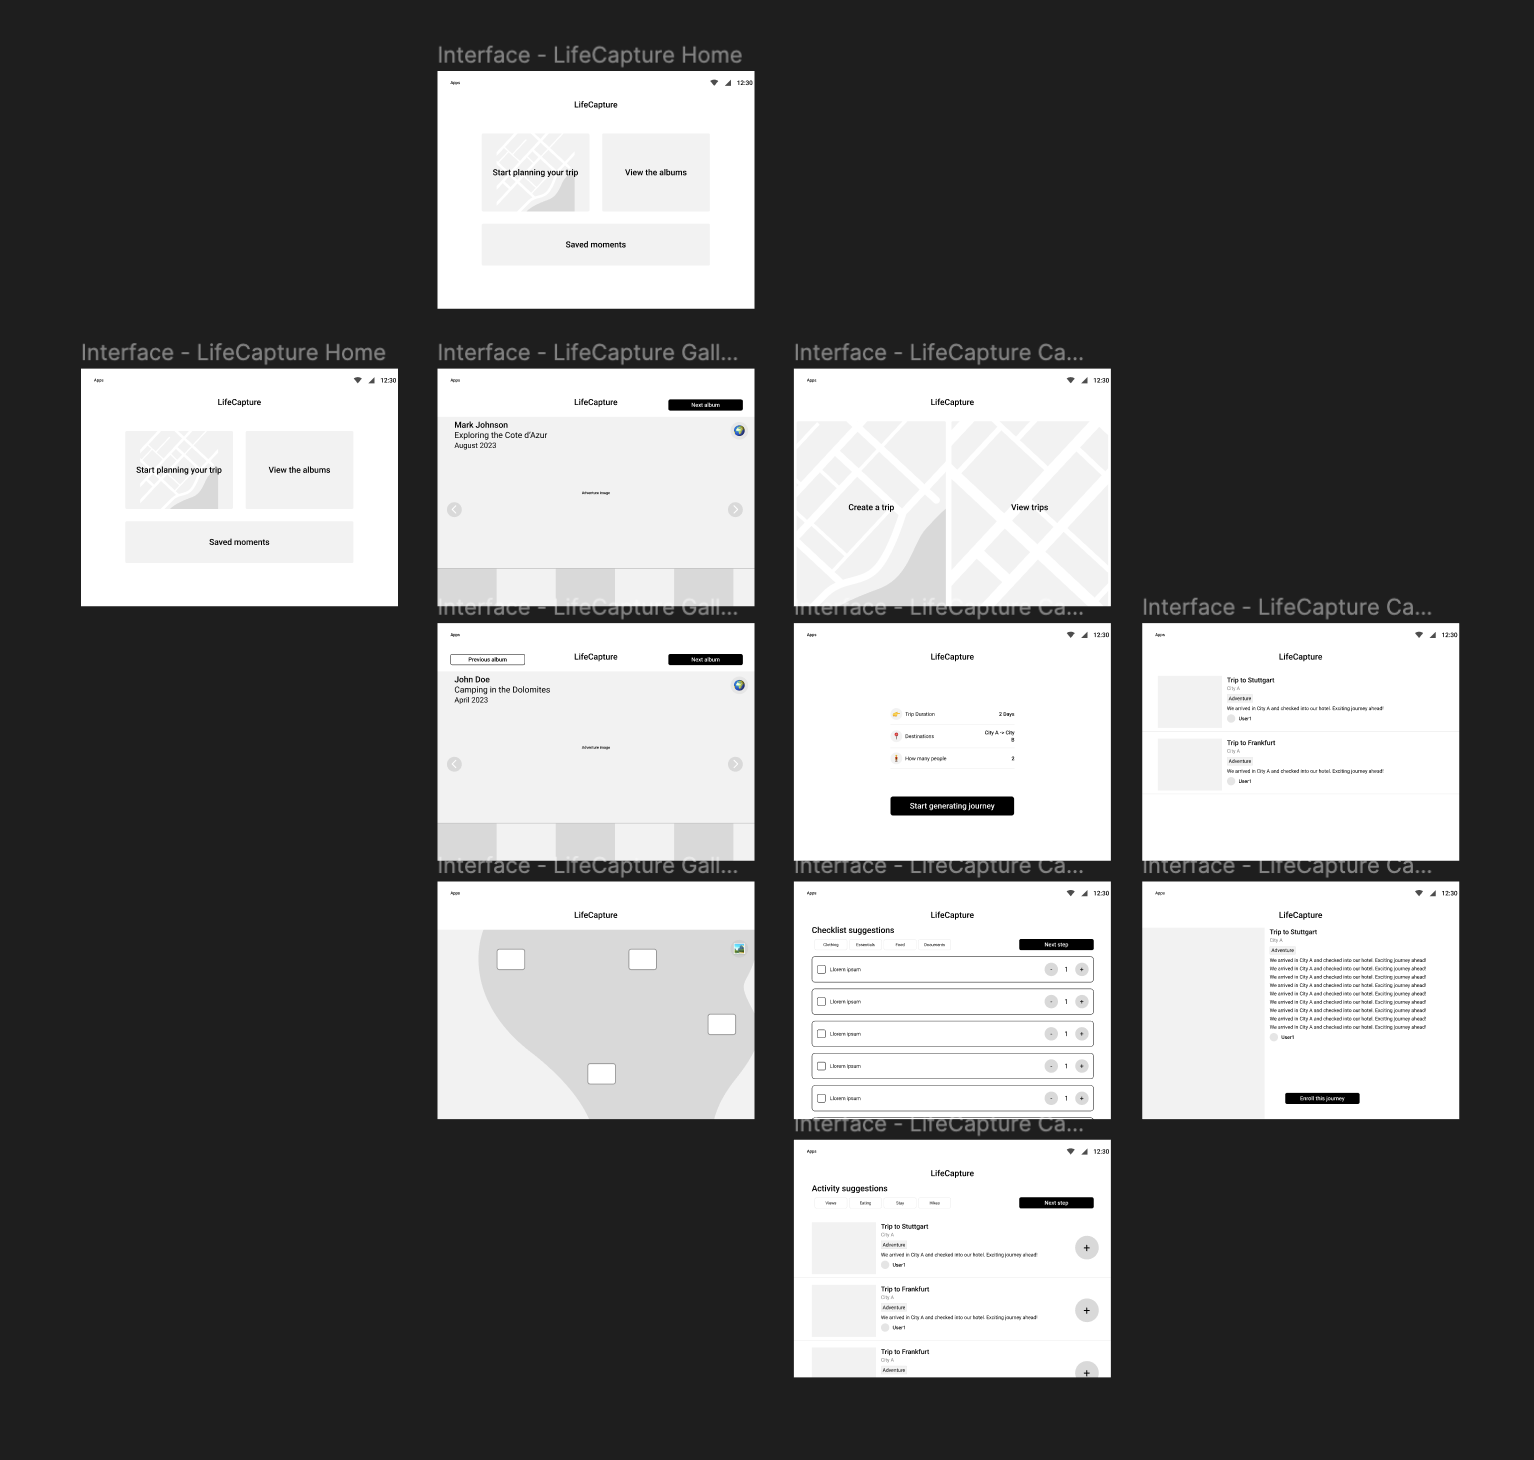 Interface - LifeCapture Home
Apps
12:30
LifeCapture
Start planning your trip
View the albums
Saved moments
Interface - LifeCapture Home
Apps
12:30
LifeCapture
Start planning your trip
View the albums
Saved moments
Interface - LifeCapture Gall...
Apps
LifeCapture
Next album
Mark Johnson
Exploring the Cote d'Azur
August 2023
Adventure image
Interface - LifeCapture Ca...
Apps
12:30
LifeCapture
Create a trip
View trips
Interface - LifeCapture Gall...
Apps
Previous album
LifeCapture
Next album
John Doe
Camping in the Dolomites
April 2023
Adventure image
Interface - LifeCapture Ca...
Apps
12:30
LifeCapture
Trip Duration
2 Days
Destinations
City A -> City
B
How many people
2
Start generating journey
Interface - LifeCapture Ca...
Apps
12:30
LifeCapture
Trip to Stuttgart
City A
Adventure
We arrived in City A and checked into our hotel. Exciting journey ahead!
User1
Trip to Frankfurt
City A
Adventure
We arrived in City A and checked into our hotel. Exciting journey ahead!
User1
Interface - LifeCapture Gall...
Apps
LifeCapture
Interface - LifeCapture Ca...
Apps
12:30
LifeCapture
Checklist suggestions
Clothing
Essentials
Food
Documents
Next step
Llorem ipsum
- 1 +
Llorem ipsum
- 1 +
Llorem ipsum
- 1 +
Llorem ipsum
- 1 +
Llorem ipsum
- 1 +
Interface - LifeCapture Ca...
Apps
12:30
LifeCapture
Trip to Stuttgart
City A
Adventure
We arrived in City A and checked into our hotel. Exciting journey ahead!
We arrived in City A and checked into our hotel. Exciting journey ahead!
We arrived in City A and checked into our hotel. Exciting journey ahead!
We arrived in City A and checked into our hotel. Exciting journey ahead!
We arrived in City A and checked into our hotel. Exciting journey ahead!
We arrived in City A and checked into our hotel. Exciting journey ahead!
We arrived in City A and checked into our hotel. Exciting journey ahead!
We arrived in City A and checked into our hotel. Exciting journey ahead!
We arrived in City A and checked into our hotel. Exciting journey ahead!
User1
Enroll this journey
Interface - LifeCapture Ca...
Apps
12:30
LifeCapture
Activity suggestions
Views
Eating
Stay
Hikes
Next step
Trip to Stuttgart
City A
Adventure
We arrived in City A and checked into our hotel. Exciting journey ahead!
User1
+
Trip to Frankfurt
City A
Adventure
We arrived in City A and checked into our hotel. Exciting journey ahead!
User1
+
Trip to Frankfurt
City A
Adventure
+